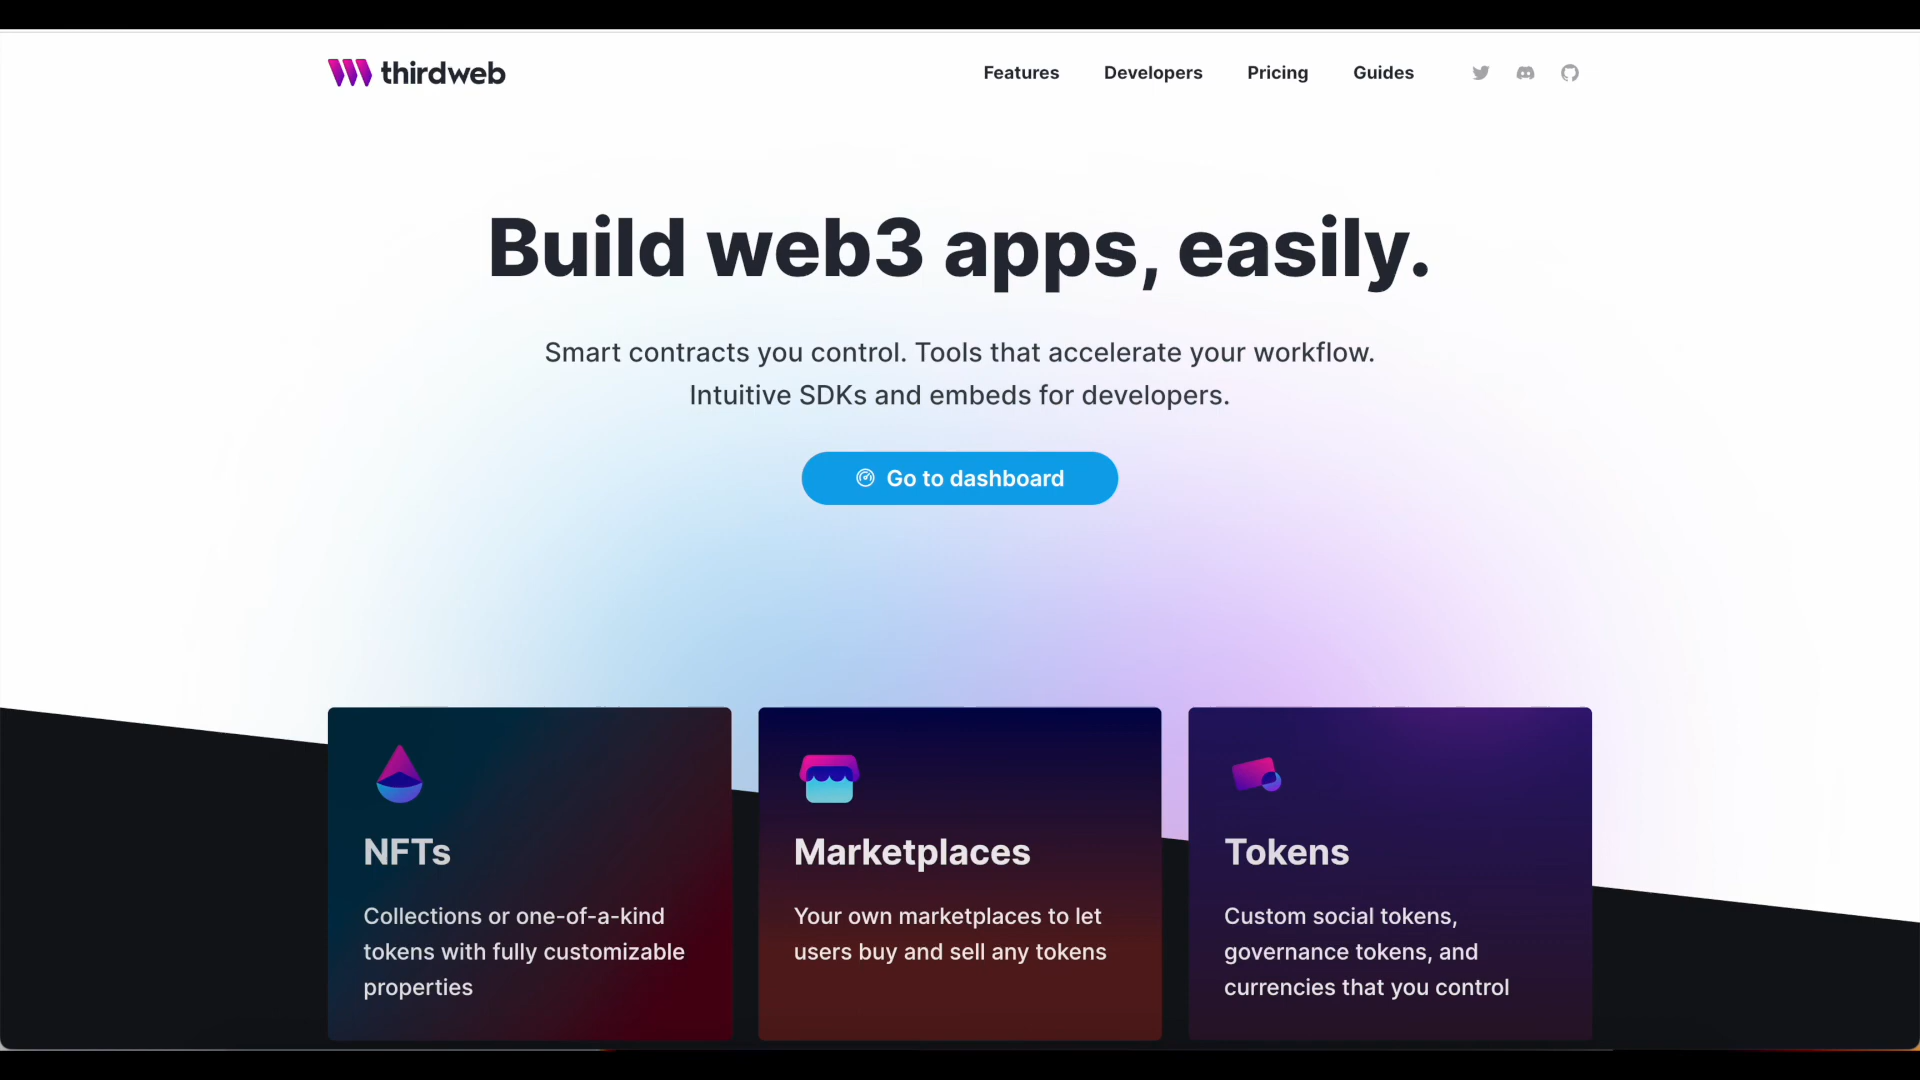 thirdweb
Features
Developers
Pricing
Guides
Build web3 apps, easily.
Smart contracts you control. Tools that accelerate your workflow.
Intuitive SDKs and embeds for developers.
Go to dashboard
NFTs
Collections or one-of-a-kind
tokens with fully customizable
properties
Marketplaces
Your own marketplaces to let
users buy and sell any tokens
Tokens
Custom social tokens,
governance tokens, and
currencies that you control